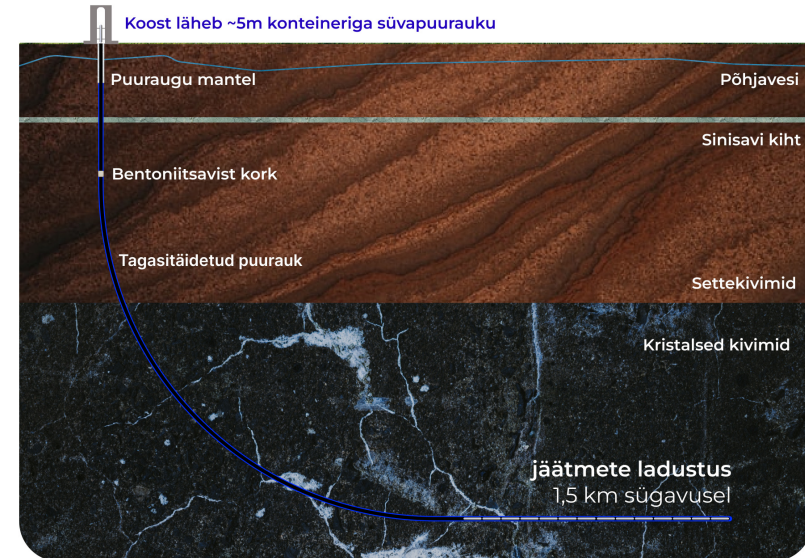 Koost läheb ~5m konteineriga süvapuurauku
Puuraugu mantel
Põhjavesi
Sinisavi kiht
Bentoniitsavist kork
Tagasitäidetud puurauk
Settekivimid
Kristalsed kivimid
jäätmete ladustus
1,5 km sügavusel